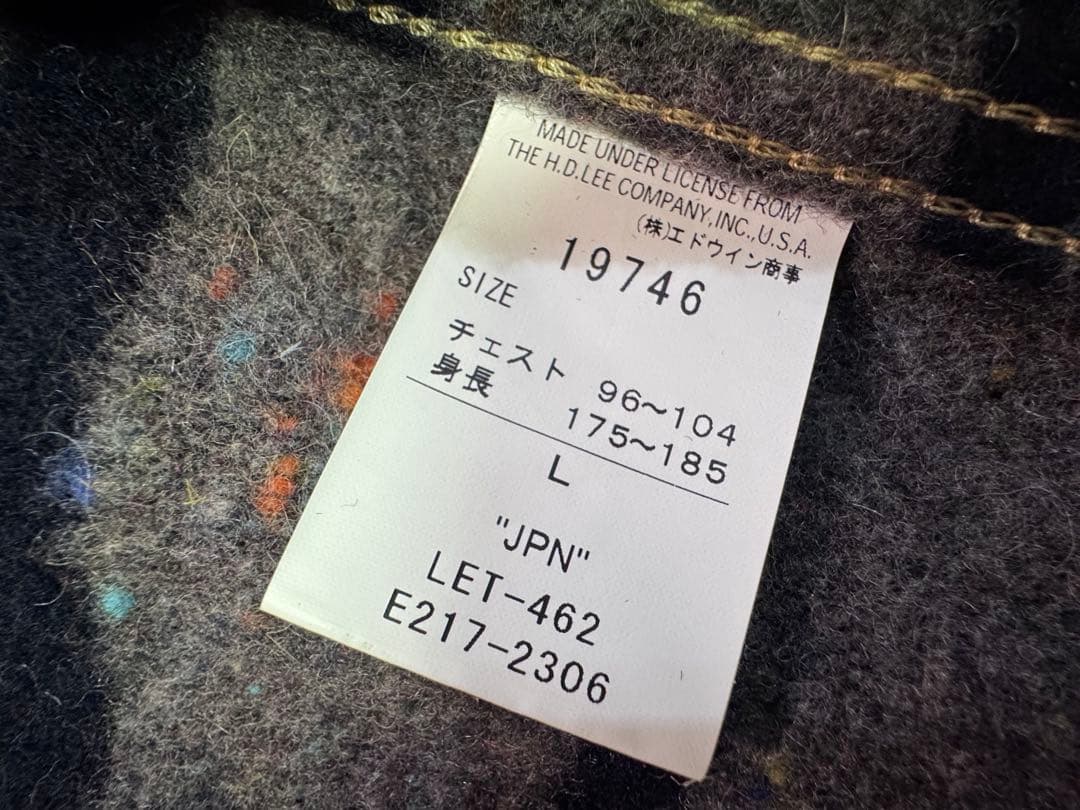 MADE UNDER LICENSE FROM
THE H.D.LEE COMPANY,INC.,U.S.A.
(株)エドウイン商事
19746
SIZE
チェスト 96～104
身長 175～185
L
"JPN"
LET-462
E217-2306